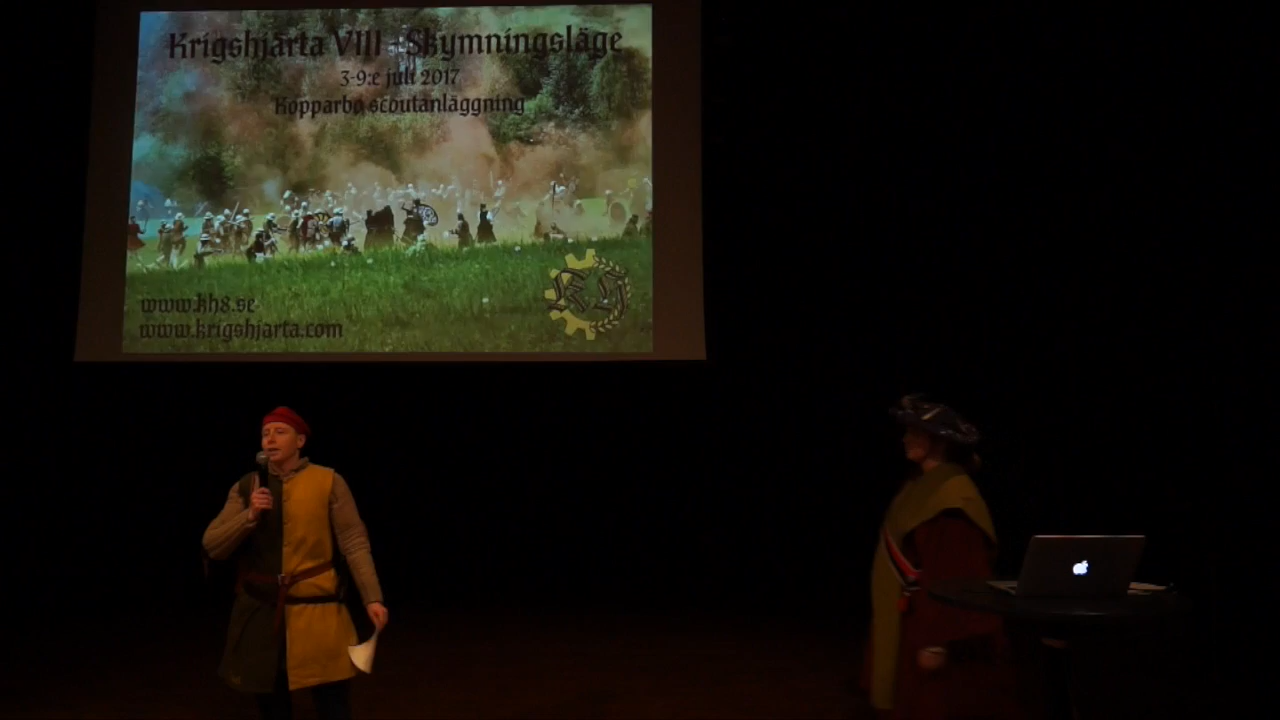 Krigshjärta VIII - Skymningsläge
3-9:e juli 2017
Kopparbo scoutanläggning
www.kh8.se
www.krigshjarta.com